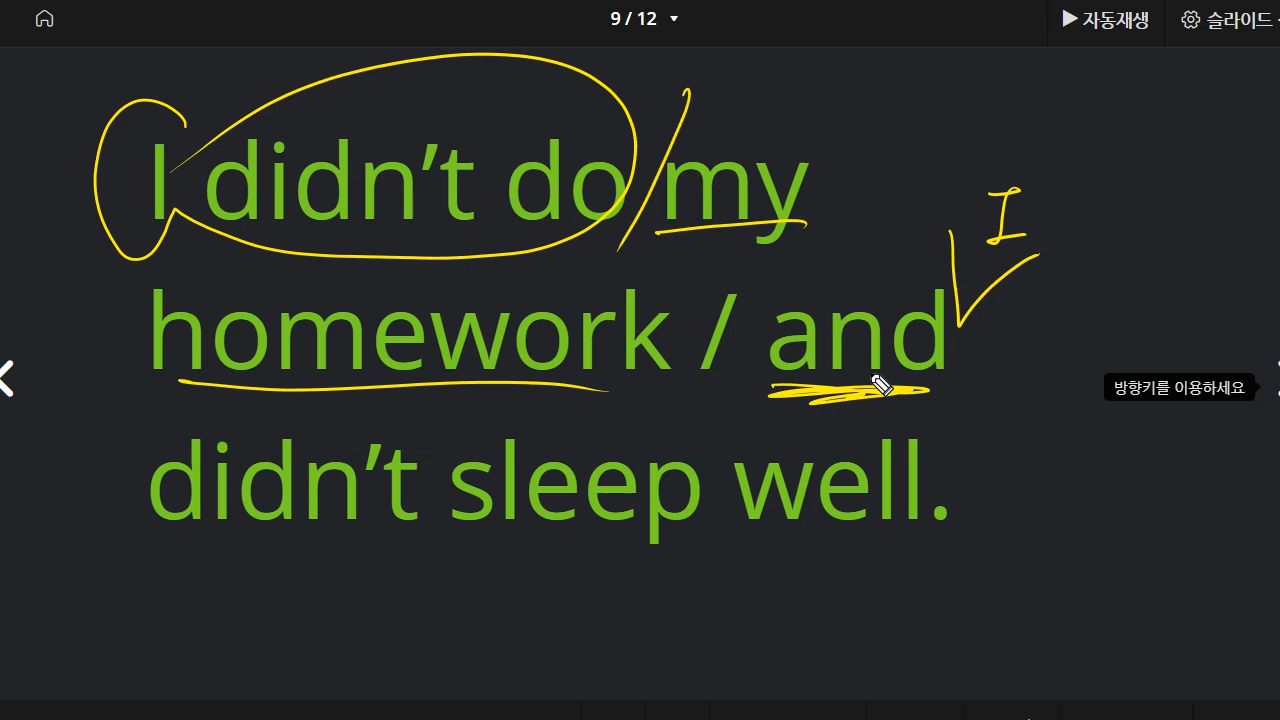 9 / 12
자동재생
슬라이드
I didn’t do / my
I
homework / and
방향키를 이용하세요
didn’t sleep well.